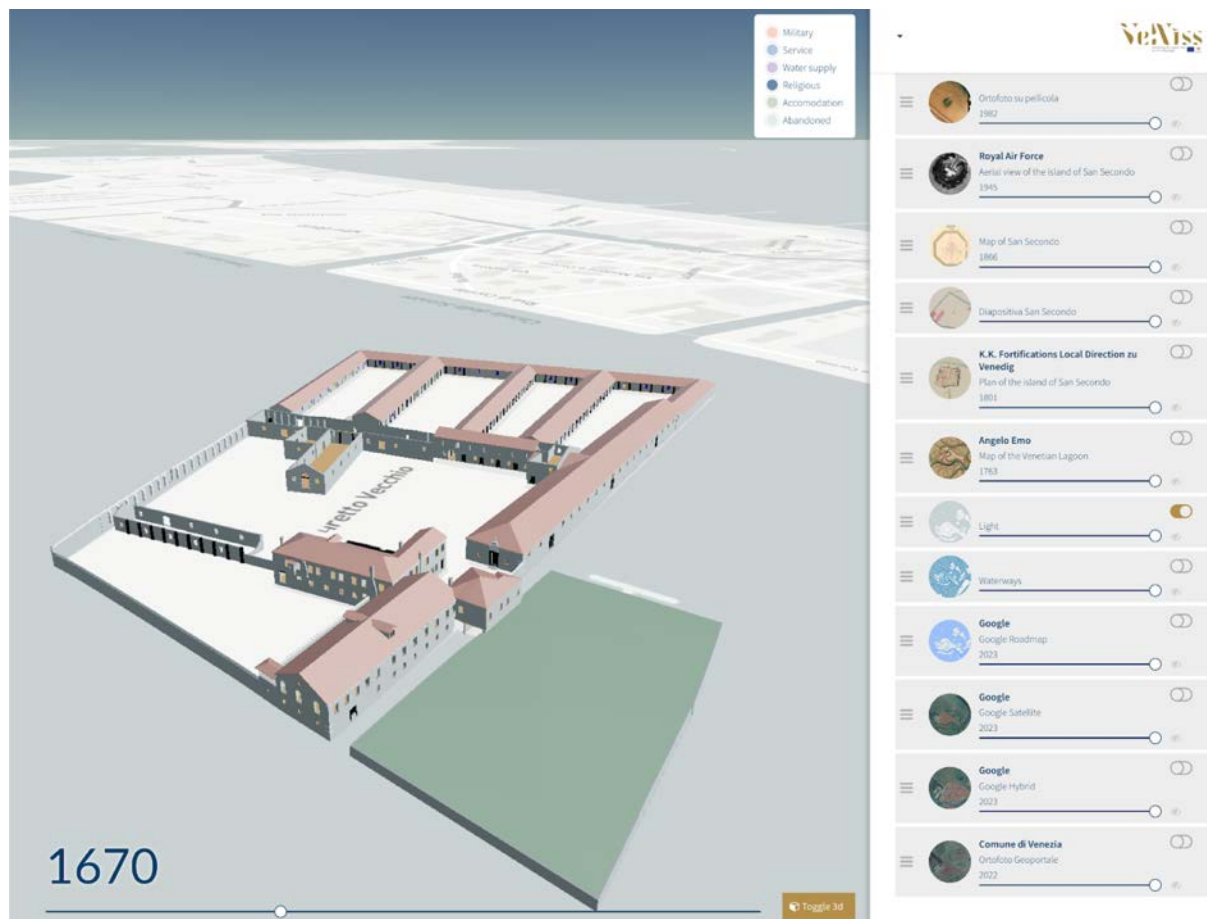 Military
Service
Water supply
Religious
Accomodation
Abandoned
VeNiss
Ortofoto su pellicola
1982
Royal Air Force
Aerial view of the island of San Secondo
1945
Map of San Secondo
1866
Diapositiva San Secondo
K.K. Fortifications Local Direction zu
Venedig
Plan of the island of San Secondo
1801
Angelo Emo
Map of the Venetian Lagoon
1763
Light
Waterways
Google
Google Roadmap
2023
Google
Google Satellite
2023
Google
Google Hybrid
2023
Comune di Venezia
Ortofoto Geoportale
2022
Vecchio
1670
Toggle 3d